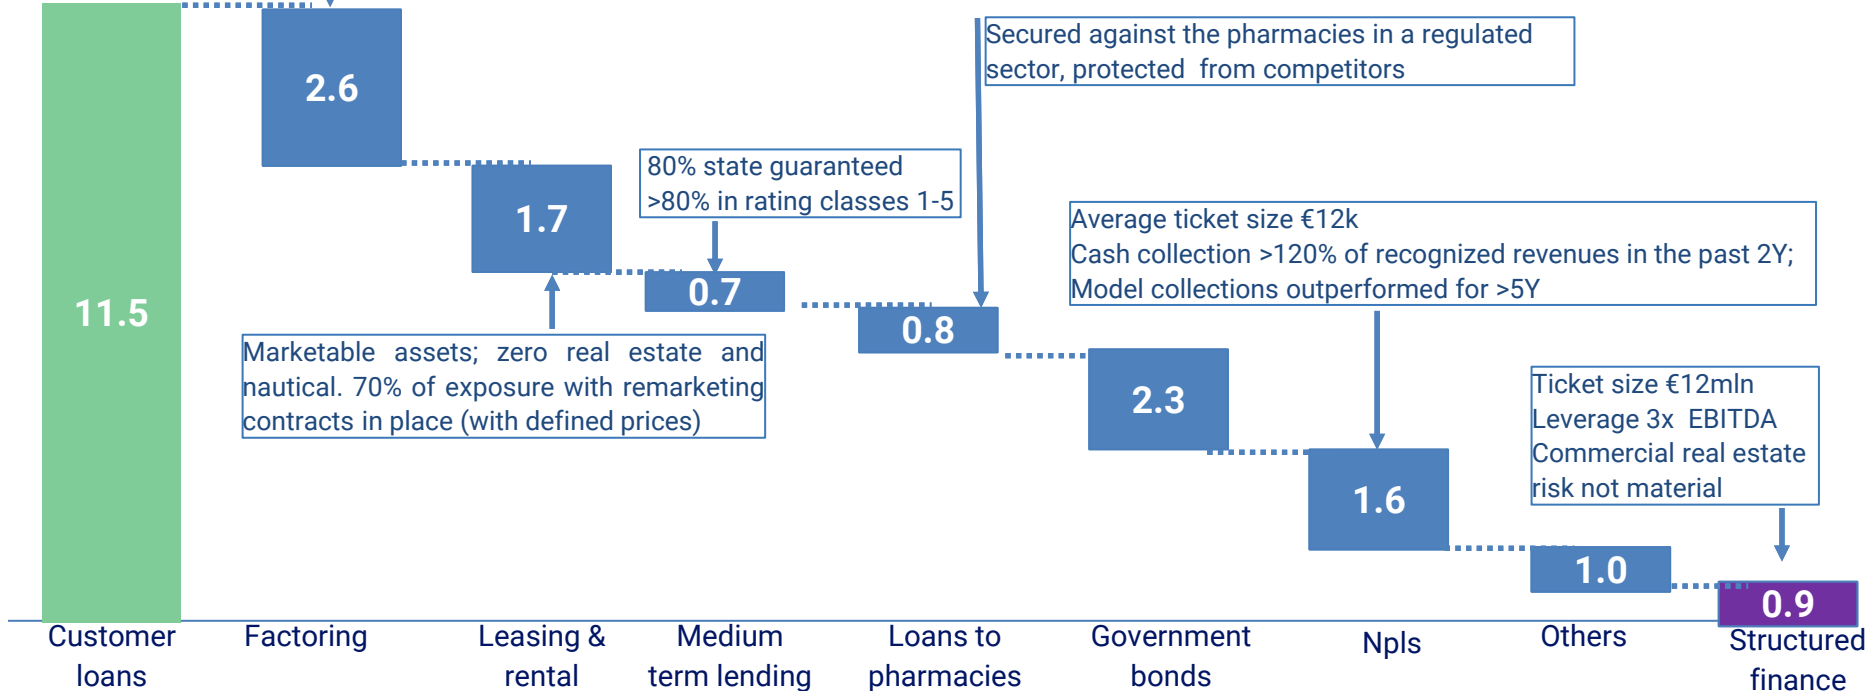 Secured against the pharmacies in a regulated
sector, protected from competitors
2.6
80% state guaranteed
>80% in rating classes 1-5
1.7
Average ticket size €12k
Cash collection >120% of recognized revenues in the past 2Y;
Model collections outperformed for >5Y
0.7
11.5
0.8
Marketable assets; zero real estate and
nautical. 70% of exposure with remarketing
contracts in place (with defined prices)
2.3
Ticket size €12mln
Leverage 3x EBITDA
Commercial real estate
risk not material
1.6
1.0
0.9
Customer
loans
Factoring
Leasing &
rental
Medium
term lending
Loans to
pharmacies
Government
bonds
Npls
Others
Structured
finance